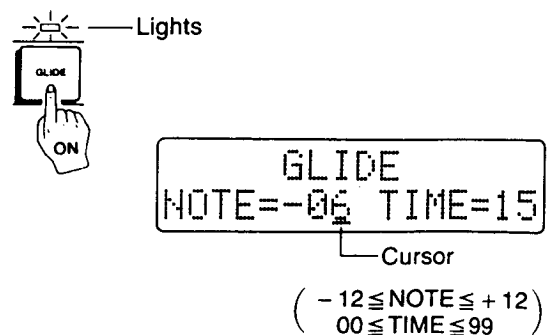 Lights
GLIDE
ON
GLIDE
NOTE=-06 TIME=15
Cursor
( -12≦NOTE≦+12
00≦TIME≦99 )